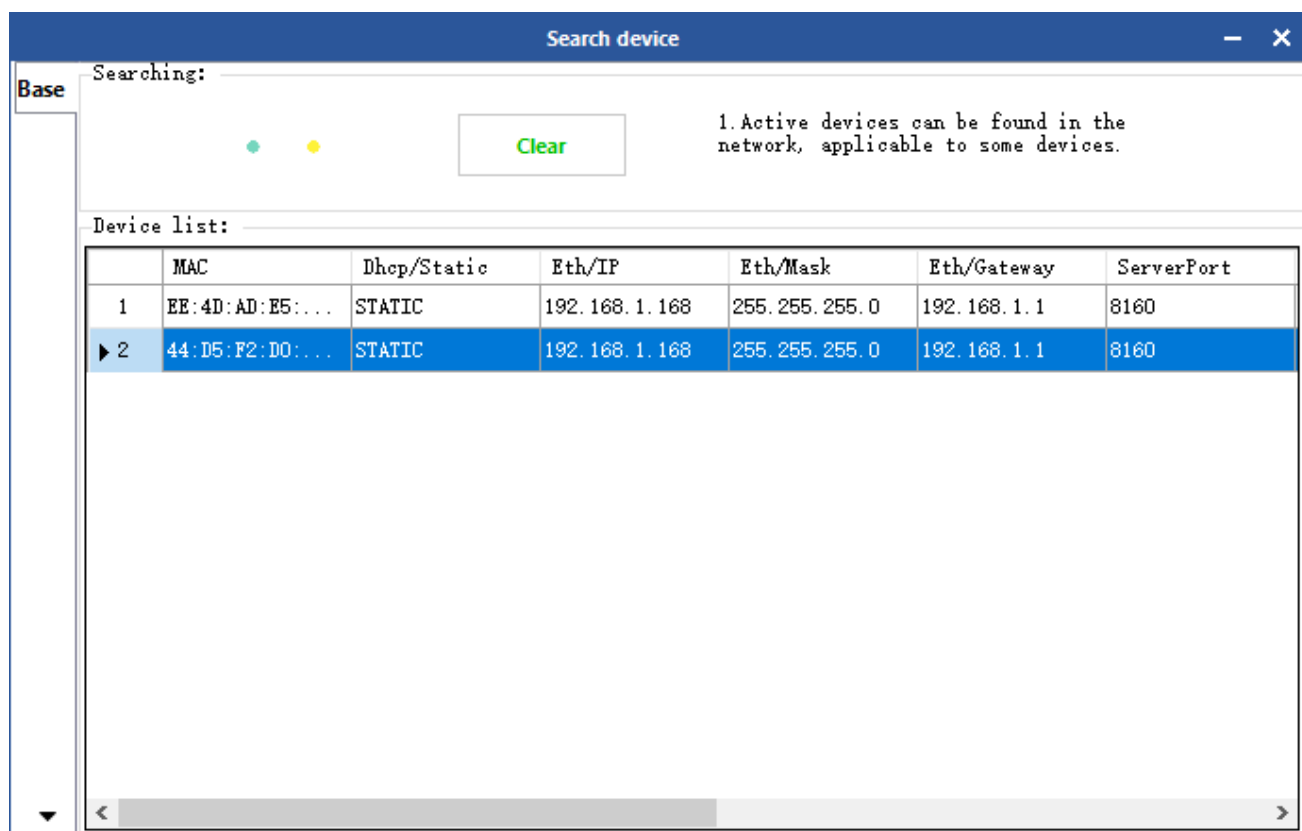 Search device
Base
Searching:
Clear
1.Active devices can be found in the
network, applicable to some devices.
Device list:
MAC Dhcp/Static Eth/IP Eth/Mask Eth/Gateway ServerPort
1 EE:4D:AD:E5:... STATIC 192.168.1.168 255.255.255.0 192.168.1.1 8160
2 44:D5:F2:D0:... STATIC 192.168.1.168 255.255.255.0 192.168.1.1 8160